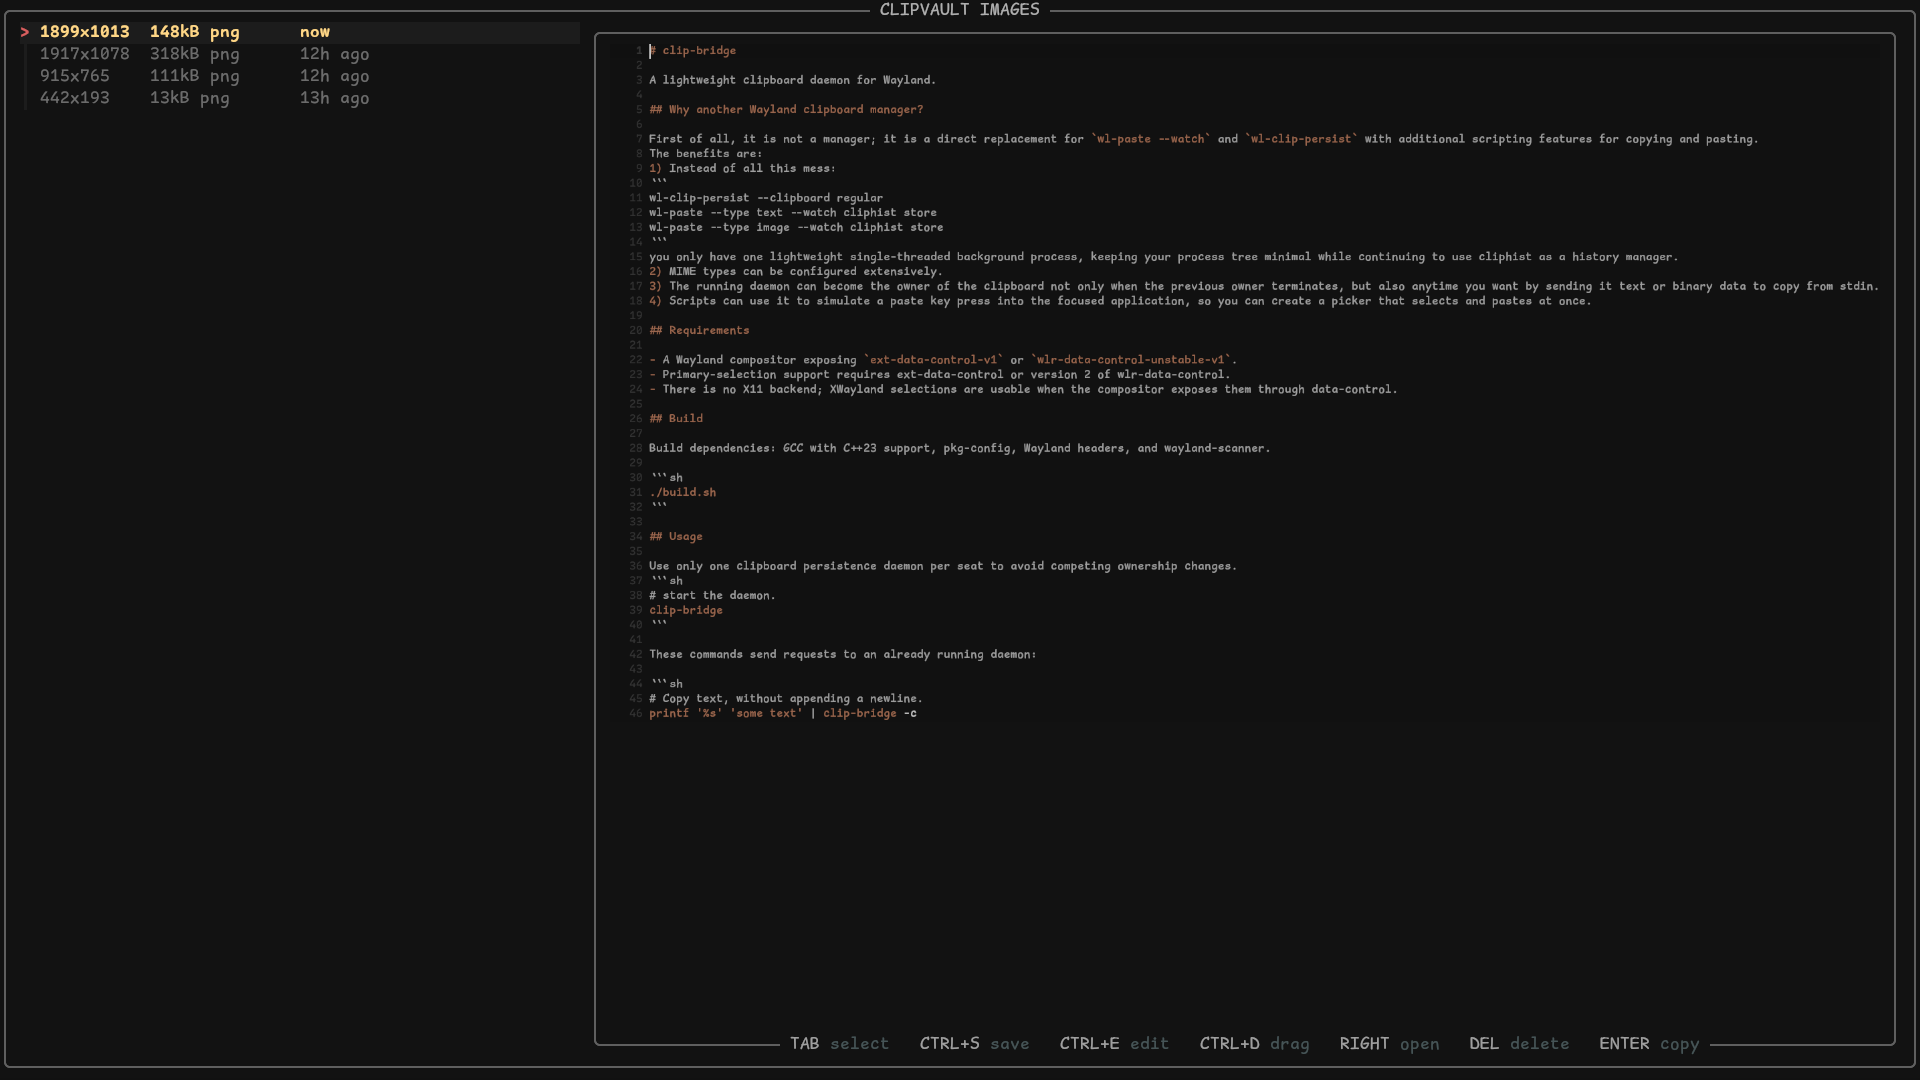 CLIPVAULT IMAGES
> 1899x1013 148kB png now
1917x1078 318kB png 12h ago
915x765 111kB png 12h ago
442x193 13kB png 13h ago
1 # clip-bridge
2
3 A lightweight clipboard daemon for Wayland.
4
5 ## Why another Wayland clipboard manager?
6
7 First of all, it is not a manager; it is a direct replacement for `wl-paste --watch` and `wl-clip-persist` with additional scripting features for copying and pasting.
8 The benefits are:
9 1) Instead of all this mess:
10 ```
11 wl-clip-persist --clipboard regular
12 wl-paste --type text --watch cliphist store
13 wl-paste --type image --watch cliphist store
14 ```
15 you only have one lightweight single-threaded background process, keeping your process tree minimal while continuing to use cliphist as a history manager.
16 2) MIME types can be configured extensively.
17 3) The running daemon can become the owner of the clipboard not only when the previous owner terminates, but also anytime you want by sending it text or binary data to copy from stdin.
18 4) Scripts can use it to simulate a paste key press into the focused application, so you can create a picker that selects and pastes at once.
19
20 ## Requirements
21
22 - A Wayland compositor exposing `ext-data-control-v1` or `wlr-data-control-unstable-v1`.
23 - Primary-selection support requires ext-data-control or version 2 of wlr-data-control.
24 - There is no X11 backend; XWayland selections are usable when the compositor exposes them through data-control.
25
26 ## Build
27
28 Build dependencies: GCC with C++23 support, pkg-config, Wayland headers, and wayland-scanner.
29
30 ```sh
31 ./build.sh
32 ```
33
34 ## Usage
35
36 Use only one clipboard persistence daemon per seat to avoid competing ownership changes.
37 ```sh
38 # start the daemon.
39 clip-bridge
40 ```
41
42 These commands send requests to an already running daemon:
43
44 ```sh
45 # Copy text, without appending a newline.
46 printf '%s' 'some text' | clip-bridge -c
TAB select CTRL+S save CTRL+E edit CTRL+D drag RIGHT open DEL delete ENTER copy